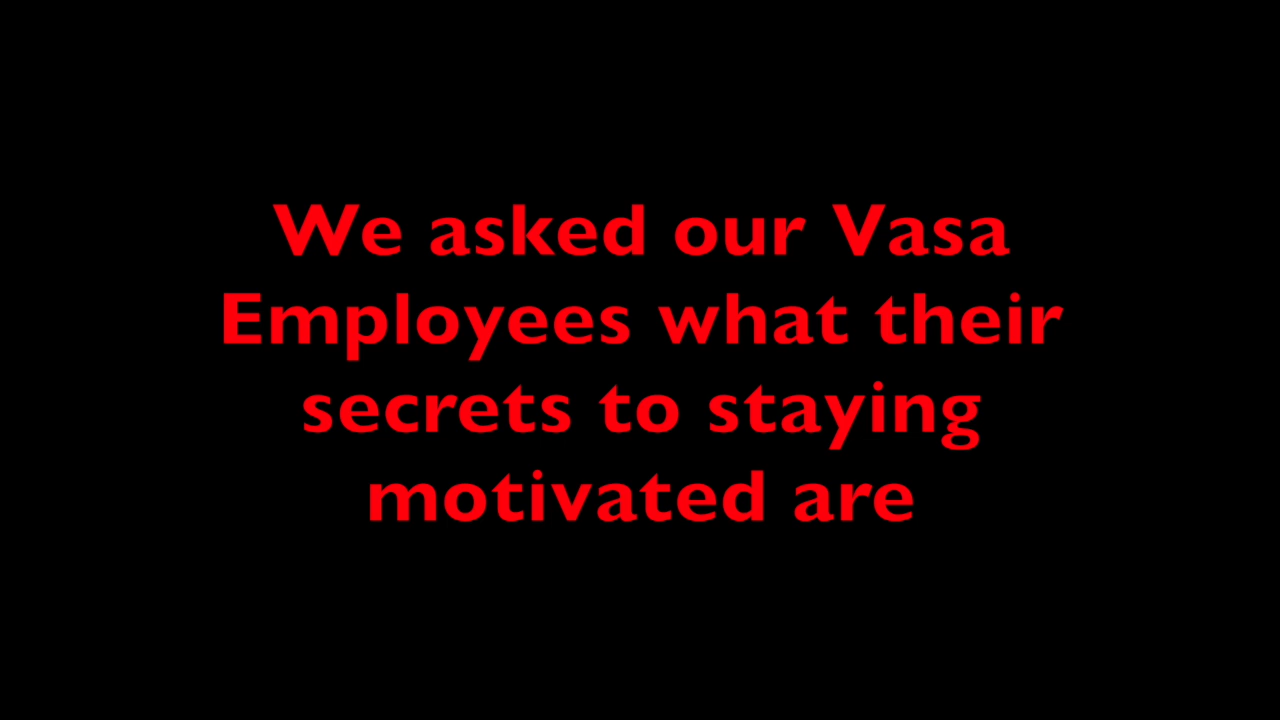 We asked our Vasa
Employees what their
secrets to staying
motivated are